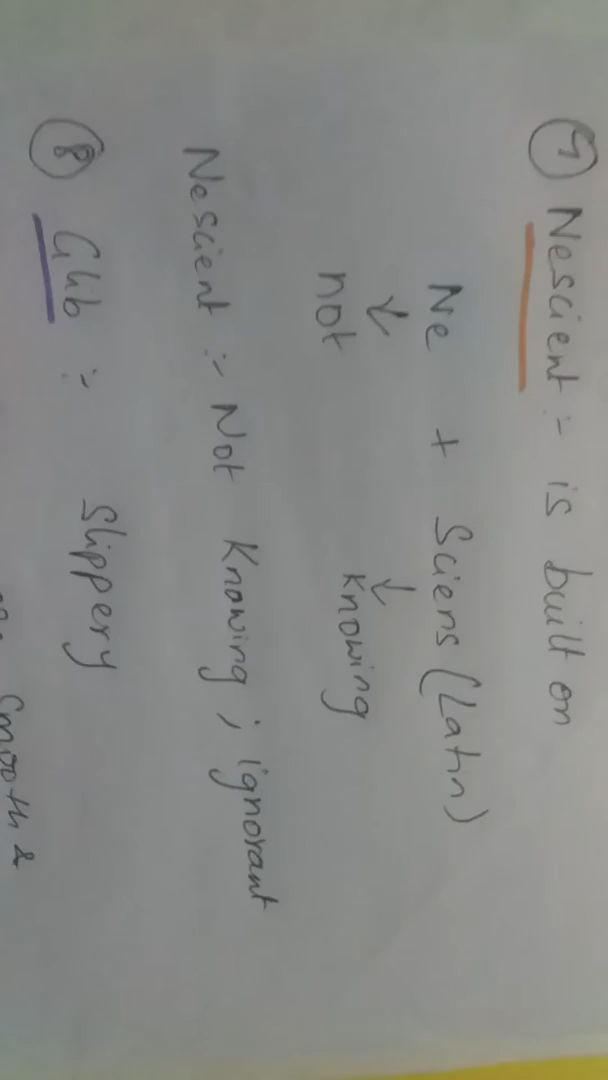 7 Nescient :- is built on
Ne + Sciens (Latin)
↓ ↓
not knowing
Nescient :- Not Knowing ; ignorant
8 Glib :- Slippery
Smooth &